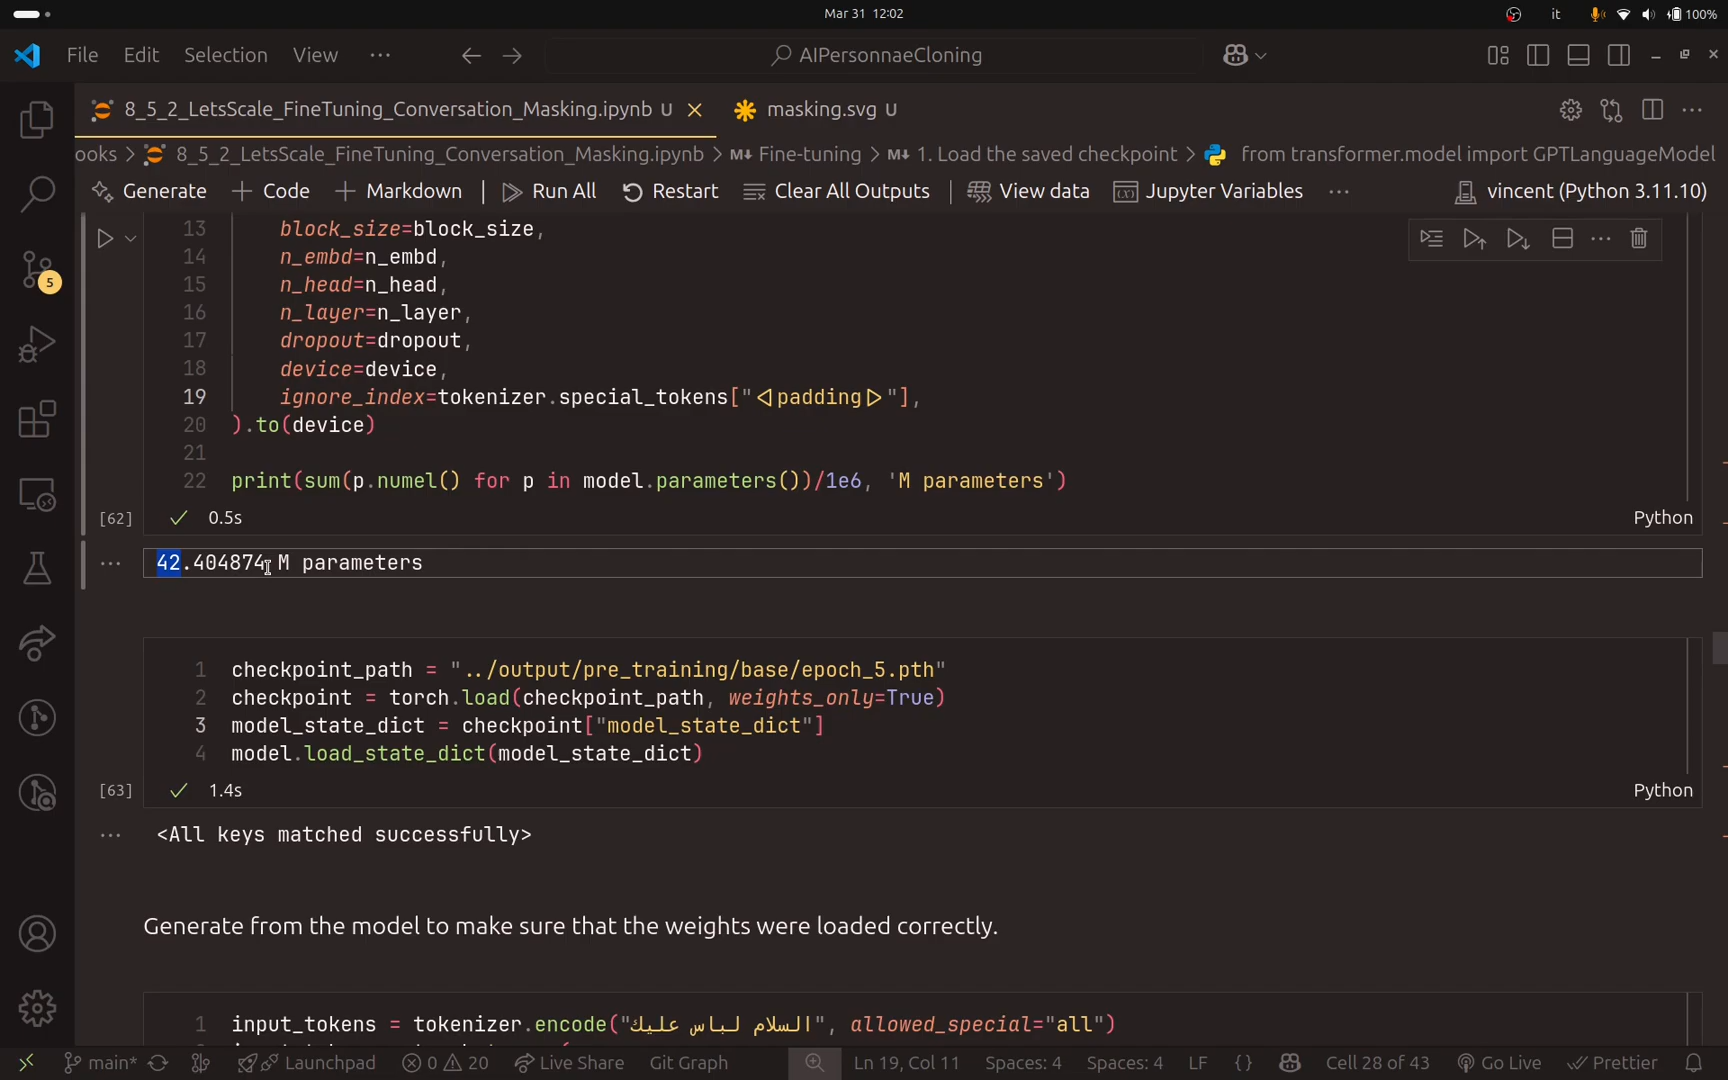 Mar 31 12:02
it
100%
File Edit Selection View ...
AIPersonnaeCloning
8_5_2_LetsScale_FineTuning_Conversation_Masking.ipynb U
masking.svg U
ooks > 8_5_2_LetsScale_FineTuning_Conversation_Masking.ipynb > M↓ Fine-tuning > M↓ 1. Load the saved checkpoint > from transformer.model import GPTLanguageModel
Generate + Code + Markdown Run All Restart Clear All Outputs View data Jupyter Variables ... vincent (Python 3.11.10)
5
13 block_size=block_size,
14 n_embd=n_embd,
15 n_head=n_head,
16 n_layer=n_layer,
17 dropout=dropout,
18 device=device,
19 ignore_index=tokenizer.special_tokens["<|padding|>"],
20 ).to(device)
21
22 print(sum(p.numel() for p in model.parameters())/1e6, 'M parameters')
[62] 0.5s Python
42.404874 M parameters
1 checkpoint_path = "../output/pre_training/base/epoch_5.pth"
2 checkpoint = torch.load(checkpoint_path, weights_only=True)
3 model_state_dict = checkpoint["model_state_dict"]
4 model.load_state_dict(model_state_dict)
[63] 1.4s Python
<All keys matched successfully>
Generate from the model to make sure that the weights were loaded correctly.
1 input_tokens = tokenizer.encode("السلام لباس عليك", allowed_special="all")
main* Launchpad 0 20 Live Share Git Graph Ln 19, Col 11 Spaces: 4 Spaces: 4 LF {} Cell 28 of 43 Go Live Prettier